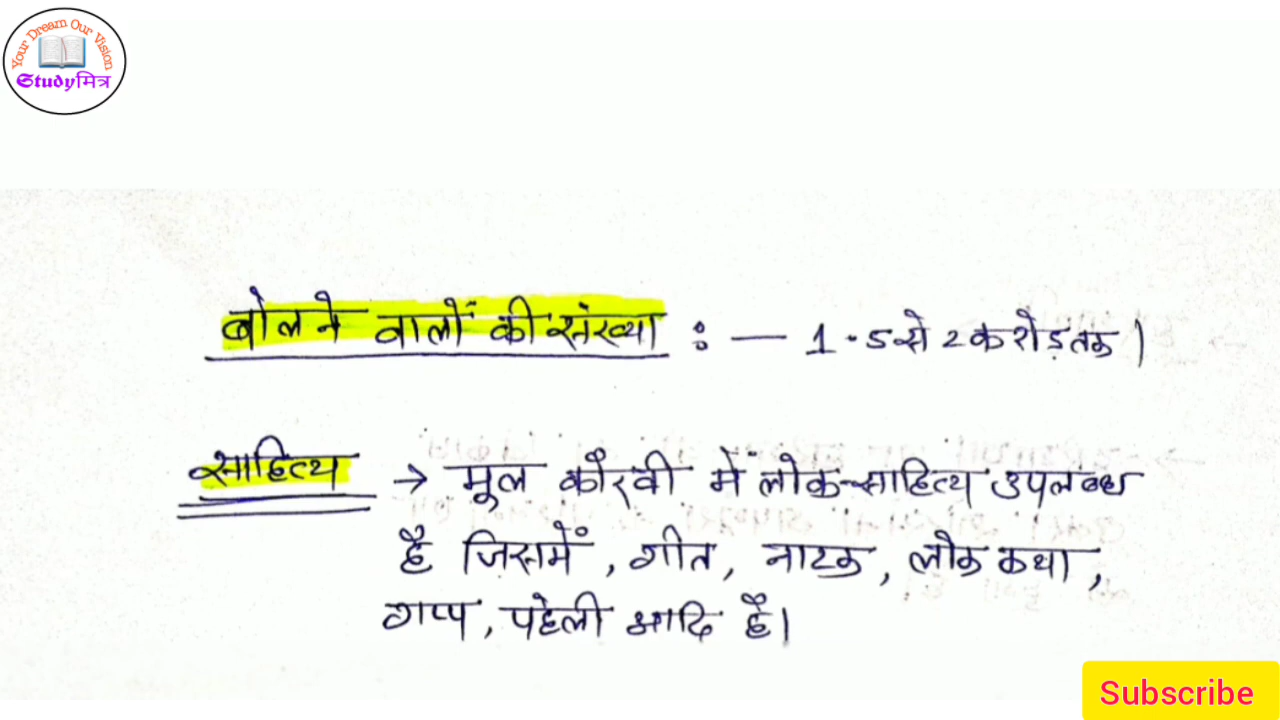 Your Dream Our Vision
Studyमित्र
बोलने वालों की संख्या :— 1.5 से 2 करोड़ तक।
साहित्य → मूल कौरवी में लोक-साहित्य उपलब्ध
है जिसमें, गीत, नाटक, लोक कथा,
गप्प, पहेली आदि है।
Subscribe